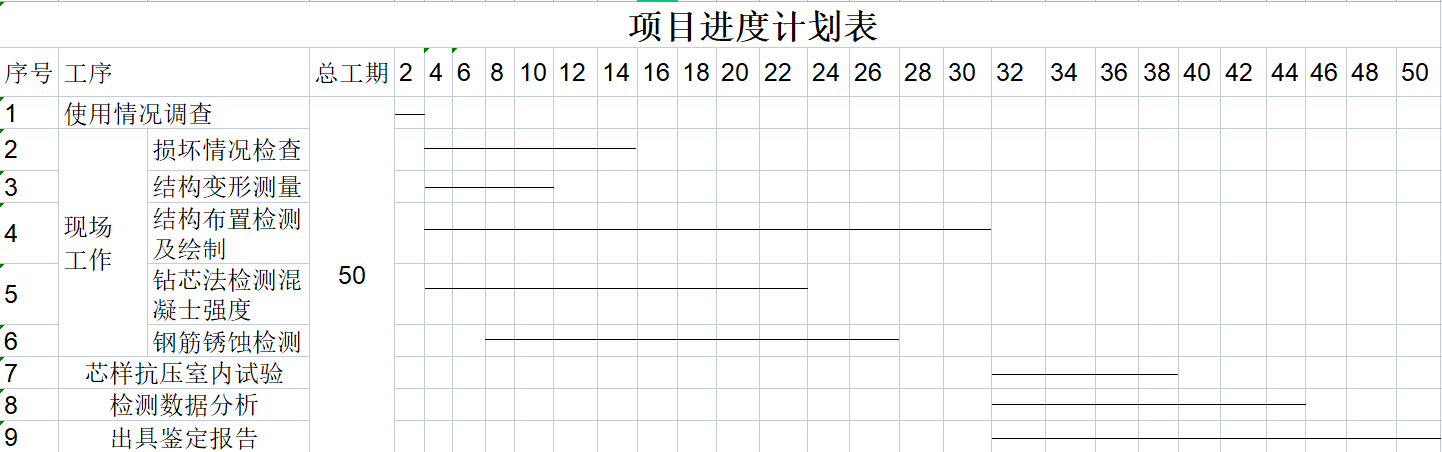 项目进度计划表
序号 工序 总工期 2 4 6 8 10 12 14 16 18 20 22 24 26 28 30 32 34 36 38 40 42 44 46 48 50
1 使用情况调查
2 损坏情况检查
3 结构变形测量
现场
工作
4 结构布置检测
及绘制
50
5 钻芯法检测混
凝土强度
6 钢筋锈蚀检测
7 芯样抗压室内试验
8 检测数据分析
9 出具鉴定报告